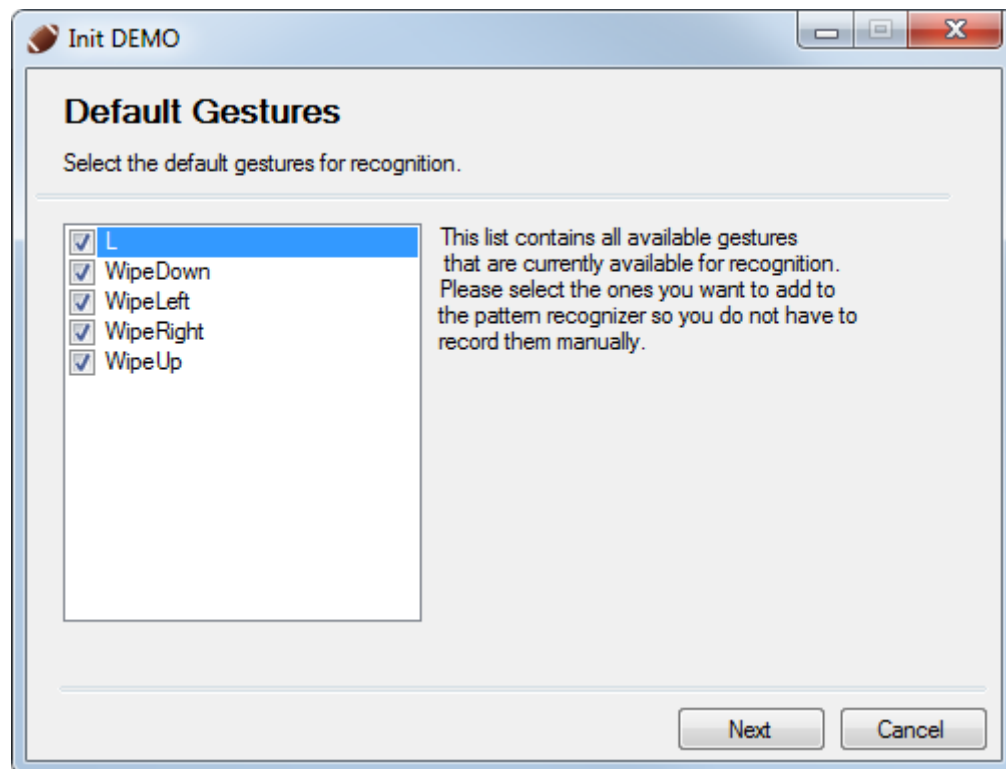 Init DEMO
Default Gestures
Select the default gestures for recognition.
L
WipeDown
WipeLeft
WipeRight
WipeUp
This list contains all available gestures
that are currently available for recognition.
Please select the ones you want to add to
the pattern recognizer so you do not have to
record them manually.
Next
Cancel